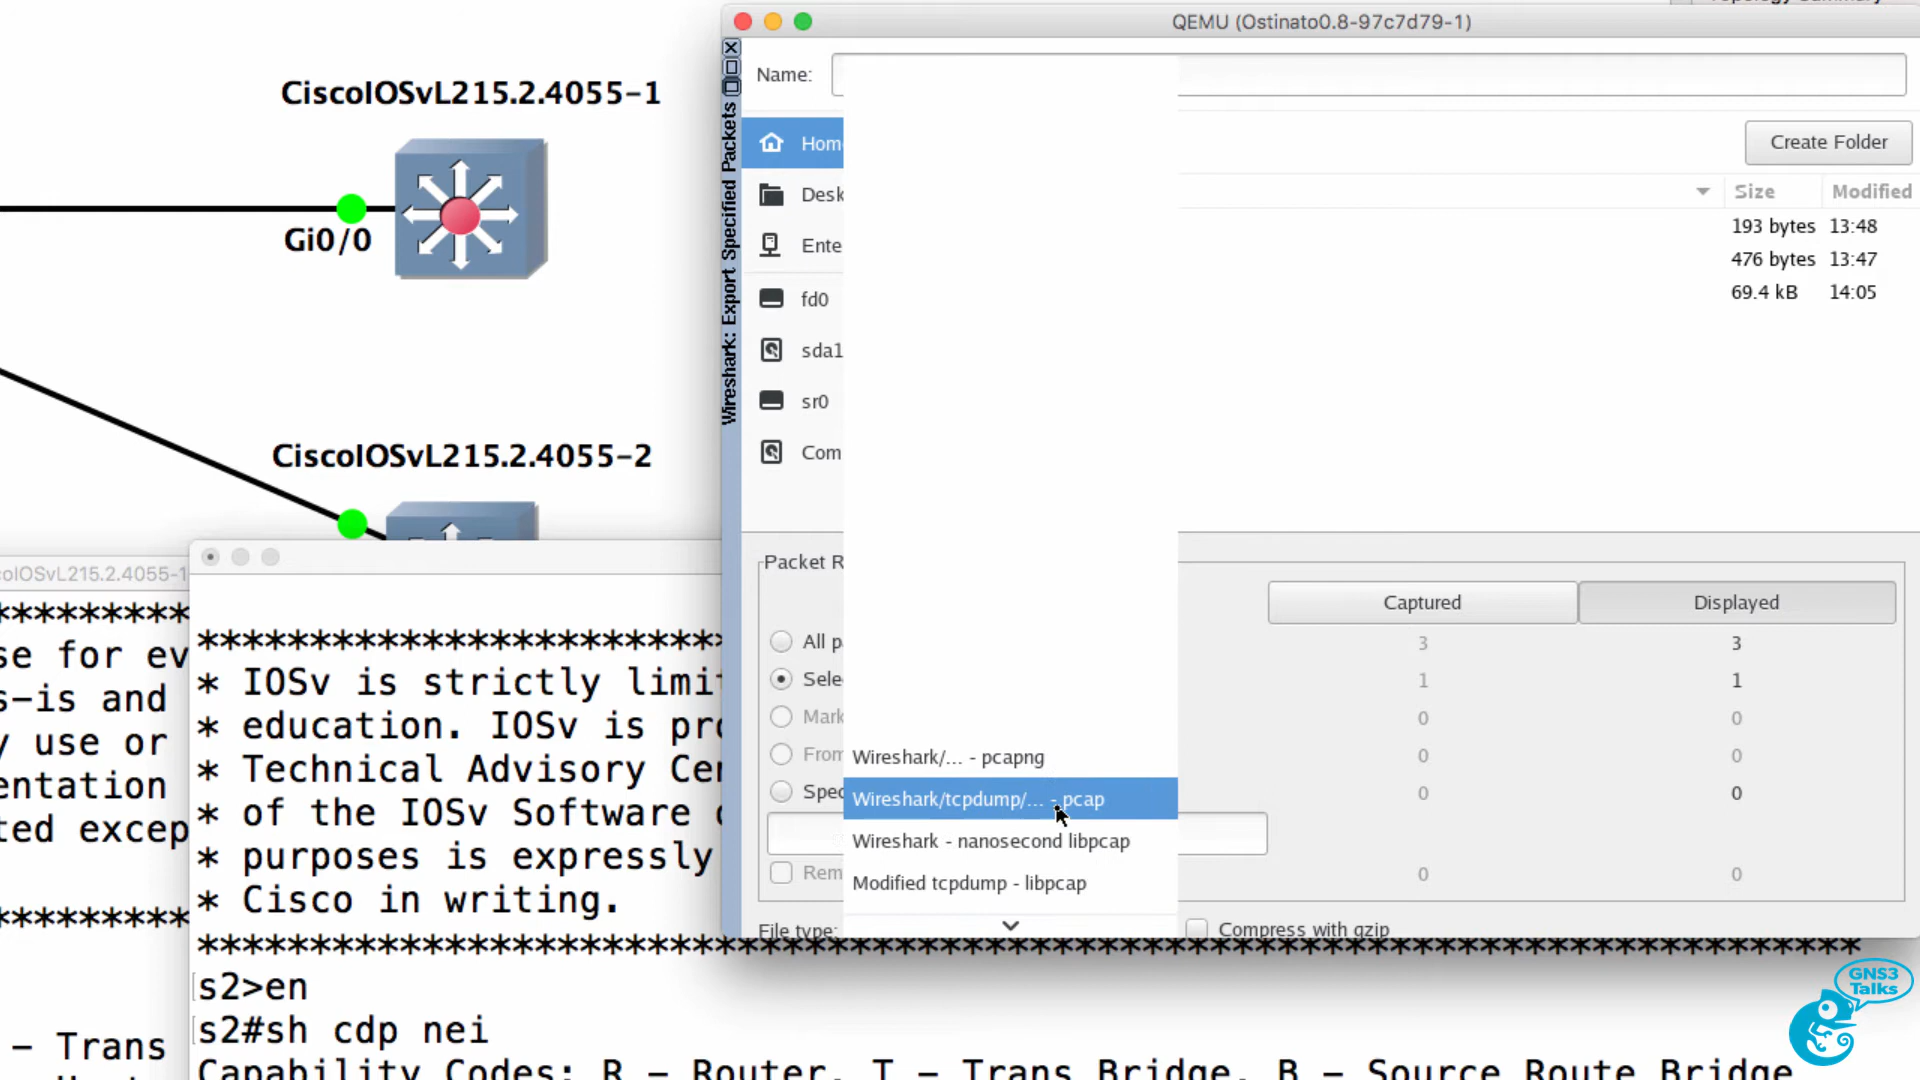 Topology Summary
QEMU (Ostinato0.8-97c7d79-1)
Wireshark: Export Specified Packets
Name:
Create Folder
Home
Desk
Ente
fd0
sda1
sr0
Com
Size
Modified
193 bytes 13:48
476 bytes 13:47
69.4 kB 14:05
Packet R
Captured
Displayed
All p
3
3
Sele
1
1
Mark
0
0
From
0
0
Spec
0
0
Rem
0
0
Wireshark/... - pcapng
Wireshark/tcpdump/... - pcap
Wireshark - nanosecond libpcap
Modified tcpdump - libpcap
File type:
Compress with gzip
CiscoIOSvL215.2.4055-1
Gi0/0
CiscoIOSvL215.2.4055-2
oIOSvL215.2.4055-1
**********
se for ev
s-is and
y use or
entation
ted excep
**********
- Trans
************************
* IOSv is strictly limit
* education. IOSv is pro
* Technical Advisory Cen
* of the IOSv Software
* purposes is expressly
* Cisco in writing.
**************************************************************************
s2>en
s2#sh cdp nei
Capability Codes: R - Router, T - Trans Bridge, B - Source Route Bridge
GNS3
Talks